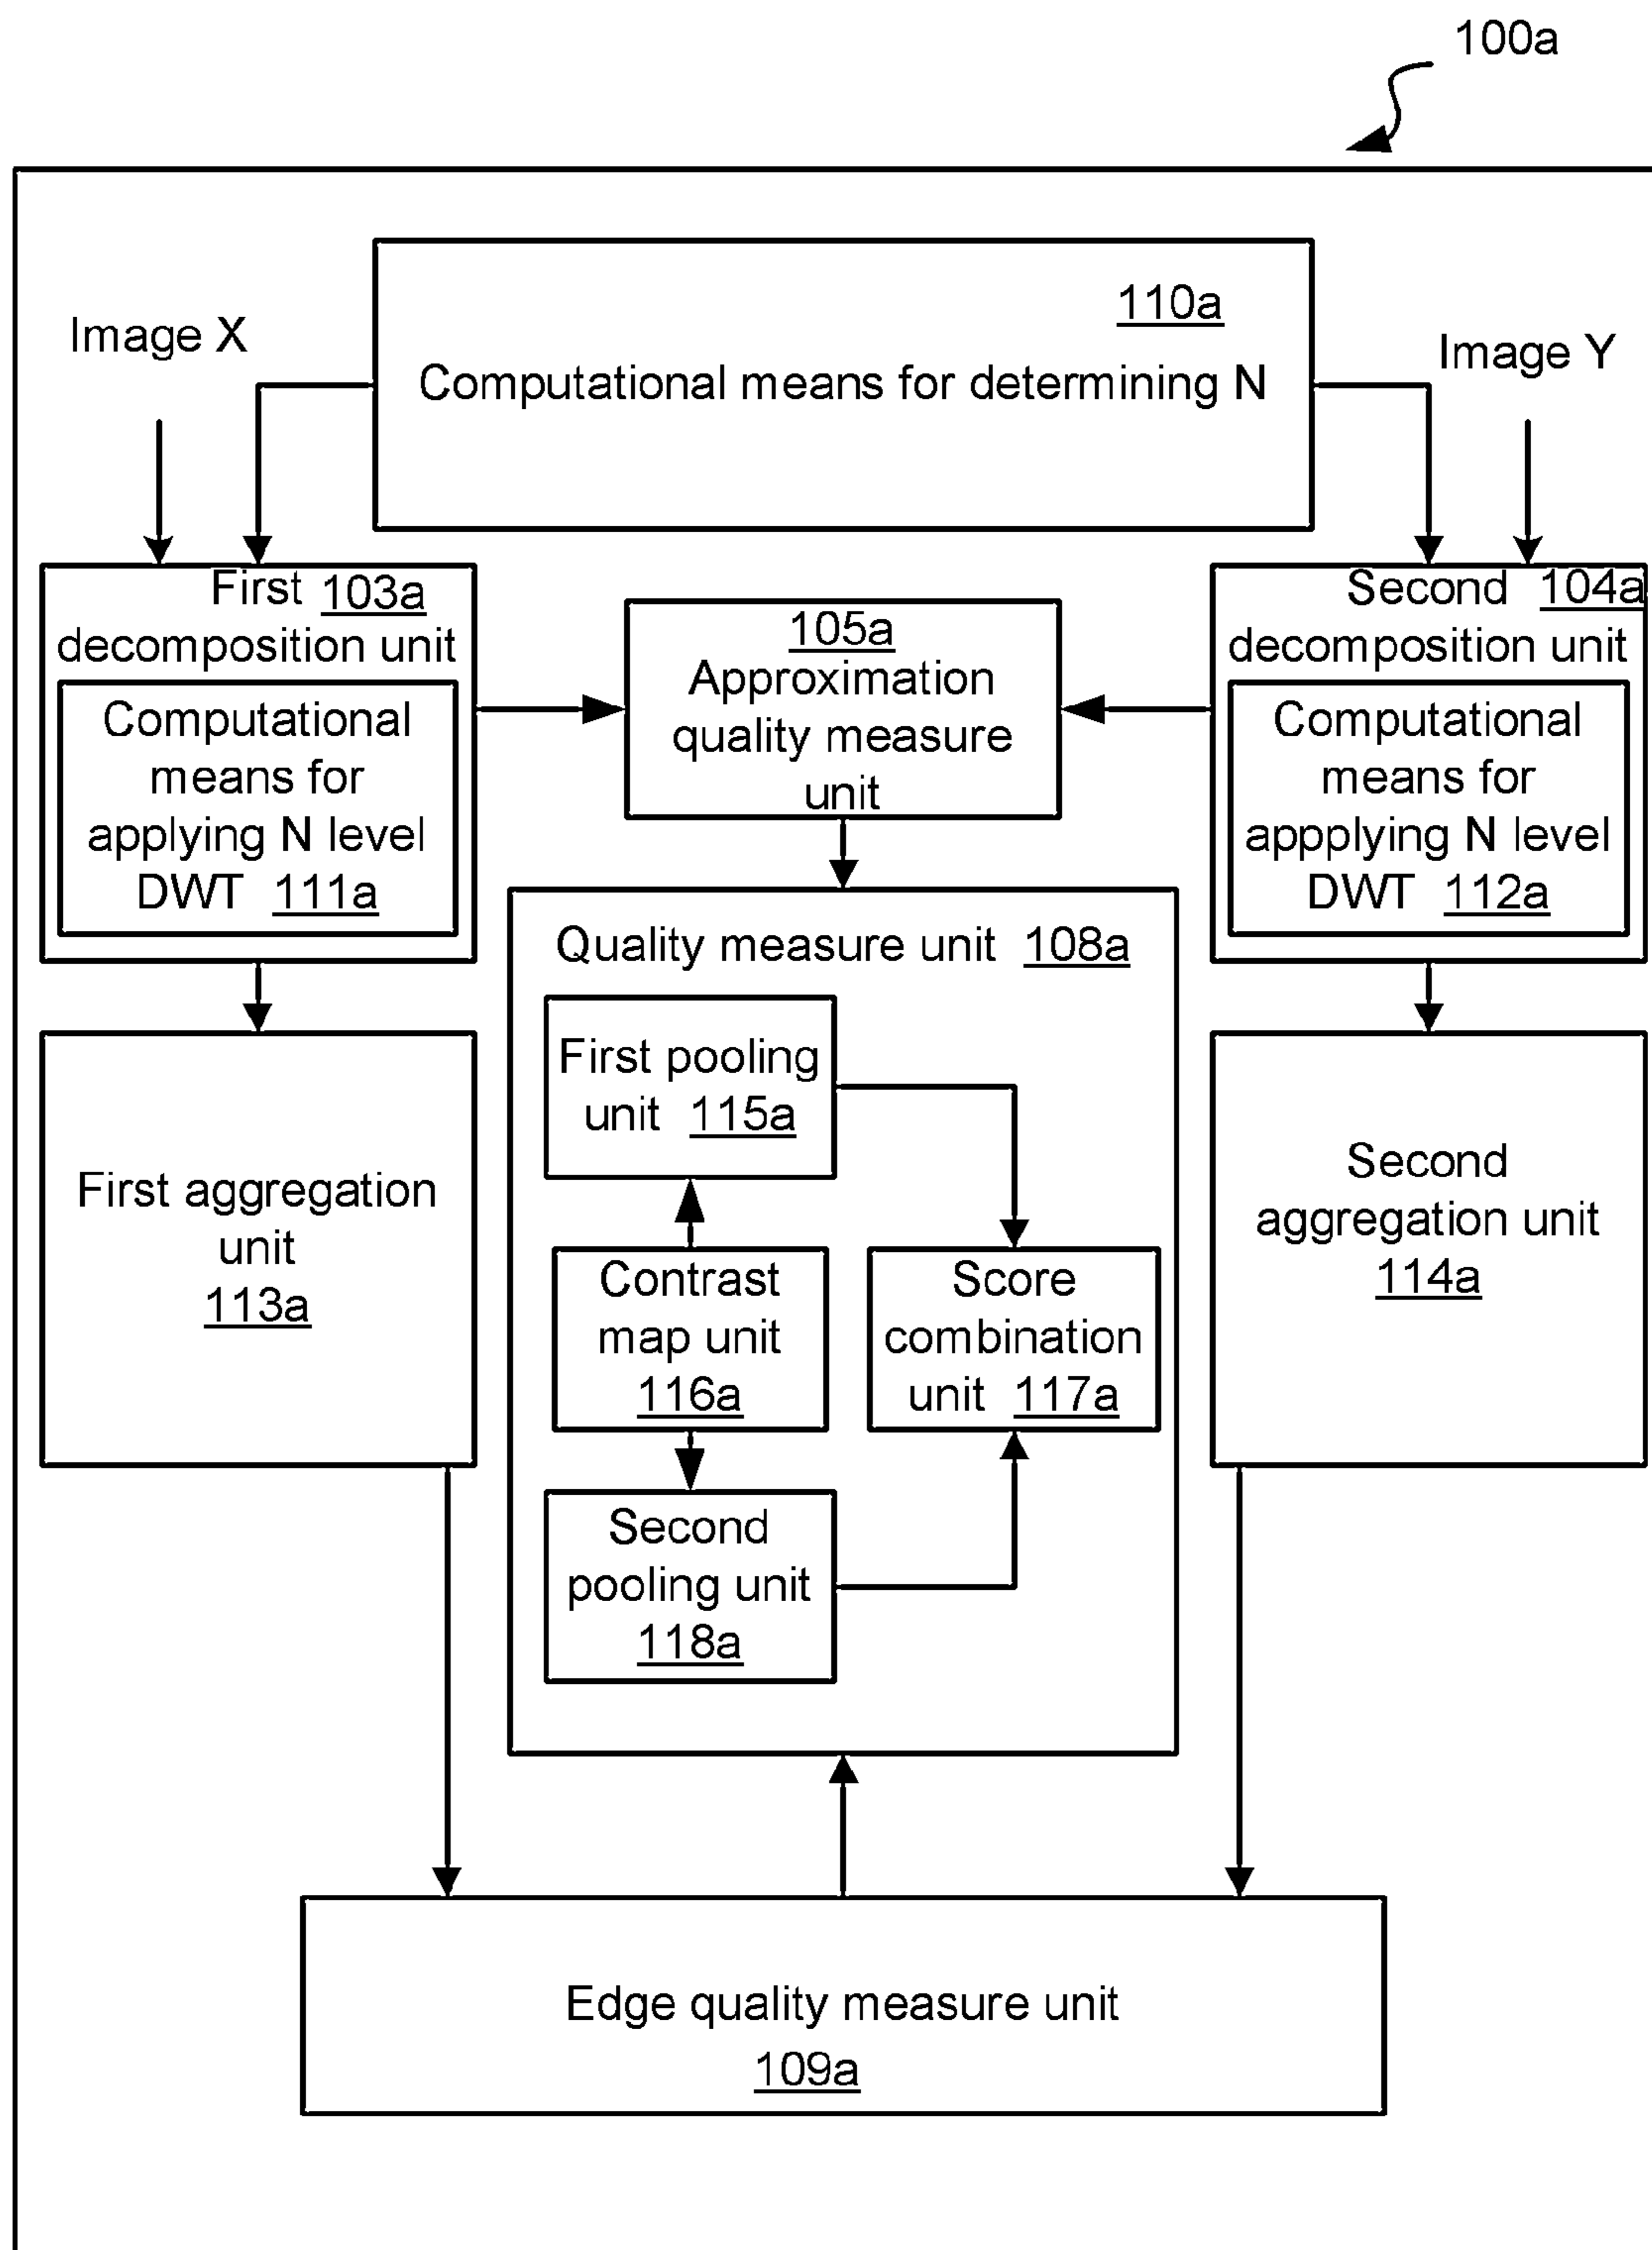 100a
110a
Computational means for determining N
Image X
Image Y
First 103a
decomposition unit
Computational
means for
applying N level
DWT 111a
105a
Approximation
quality measure
unit
Second 104a
decomposition unit
Computational
means for
appplying N level
DWT 112a
Quality measure unit 108a
First pooling
unit 115a
Contrast
map unit
116a
Score
combination
unit 117a
Second
pooling unit
118a
First aggregation
unit
113a
Second
aggregation unit
114a
Edge quality measure unit
109a